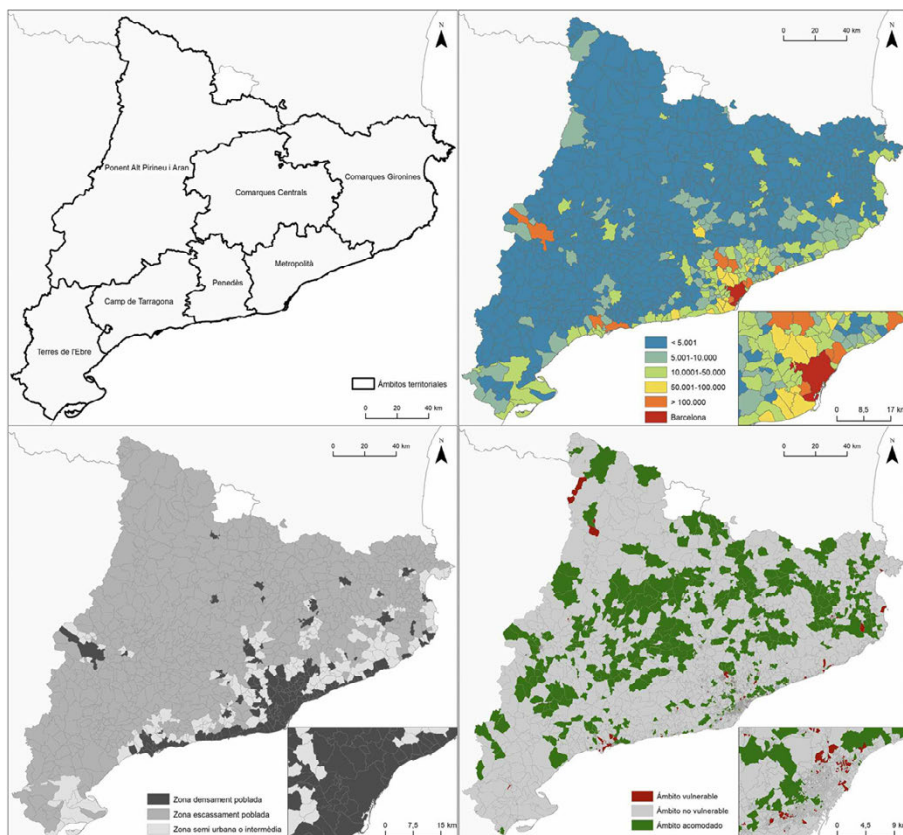 N
Ponent Alt Pirineu i Aran
Comarques Centrals
Comarques Gironines
Metropolità
Penedès
Camp de Tarragona
Terres de l'Ebre
Àmbitos territoriales
0 20 40 km
N
0 20 40 km
< 5.001
5.001-10.000
10.0001-50.000
50.001-100.000
> 100.000
Barcelona
0 8,5 17 km
N
0 20 40 km
Zona densament poblada
Zona escassament poblada
Zona semi urbana o intermèdia
0 7,5 15 km
N
0 20 40 km
Àmbito vulnerable
Àmbito no vulnerable
Àmbito acomodado
0 4,5 9 km